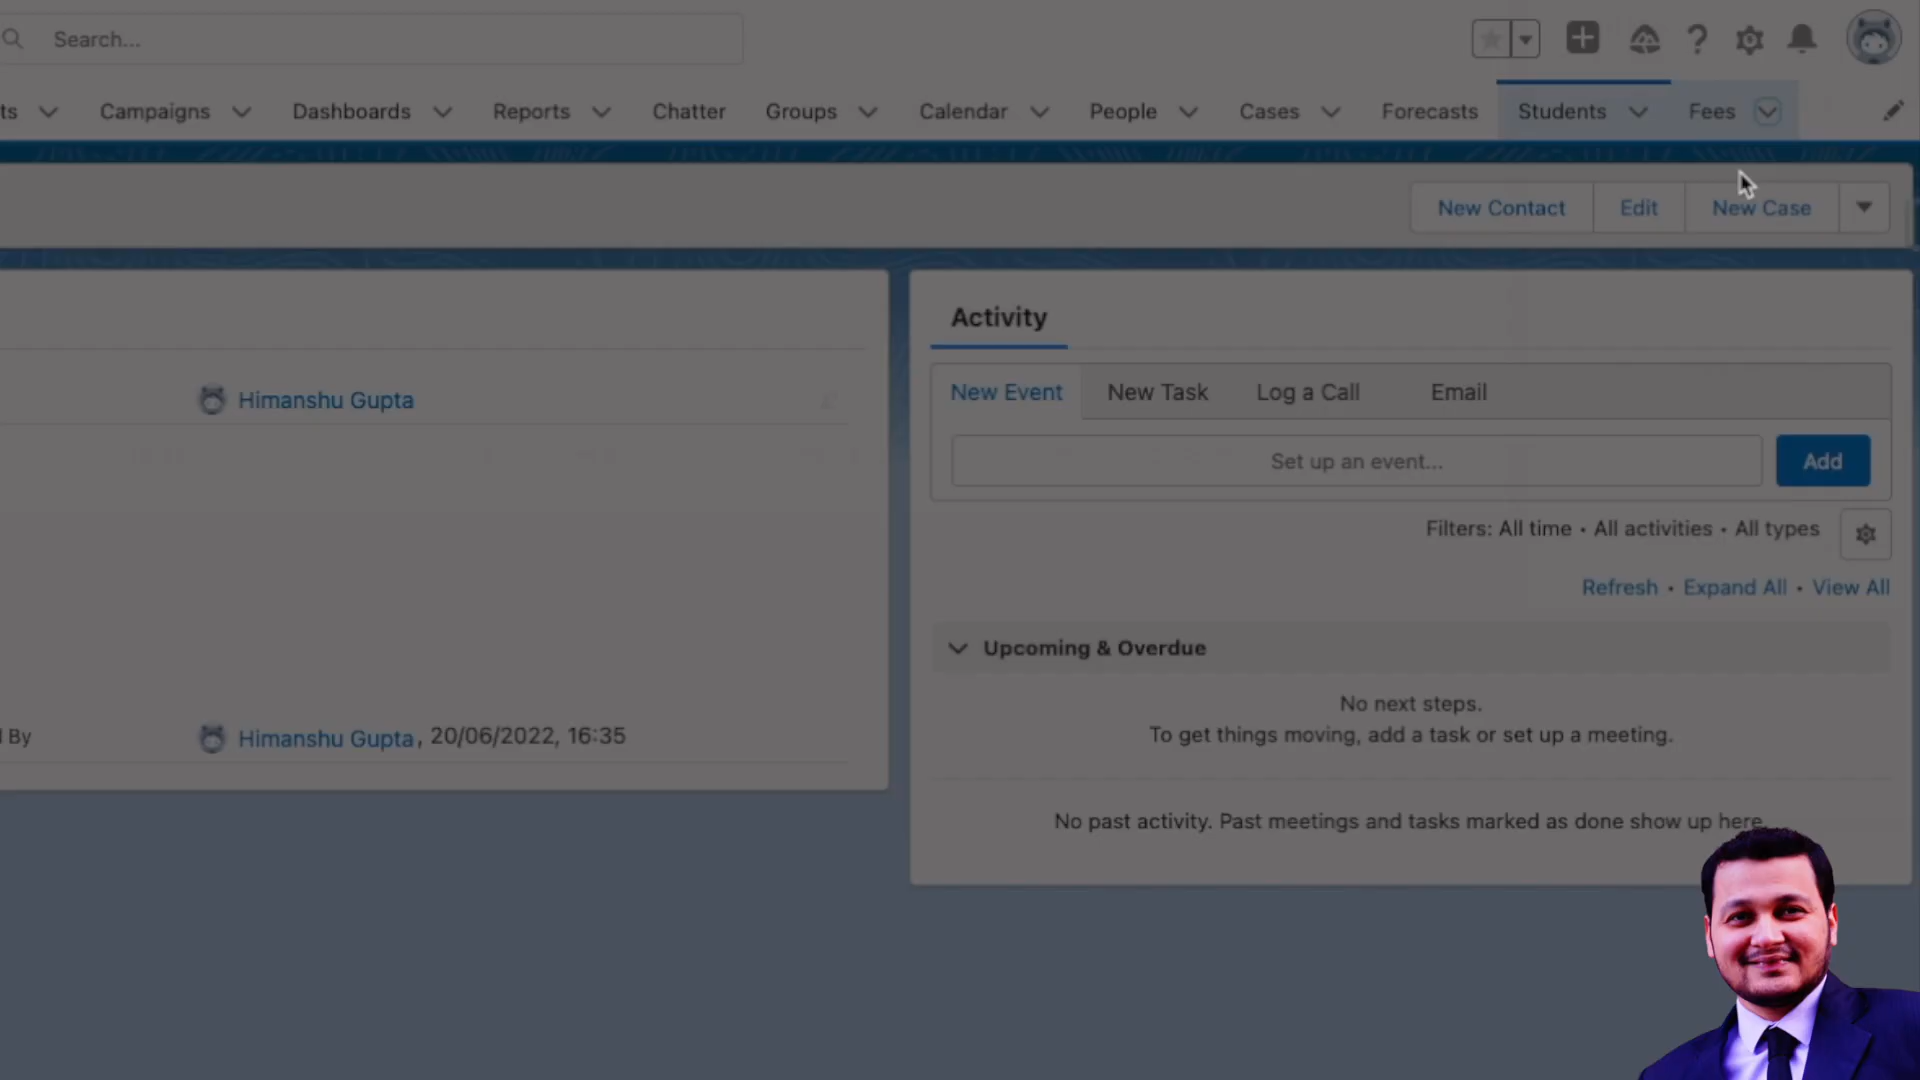 Search...
ts Campaigns Dashboards Reports Chatter Groups Calendar People Cases Forecasts Students Fees
New Contact Edit New Case
Activity
Himanshu Gupta
New Event New Task Log a Call Email
Set up an event... Add
Filters: All time • All activities • All types
Refresh • Expand All • View All
Upcoming & Overdue
No next steps.
To get things moving, add a task or set up a meeting.
By Himanshu Gupta, 20/06/2022, 16:35
No past activity. Past meetings and tasks marked as done show up here.